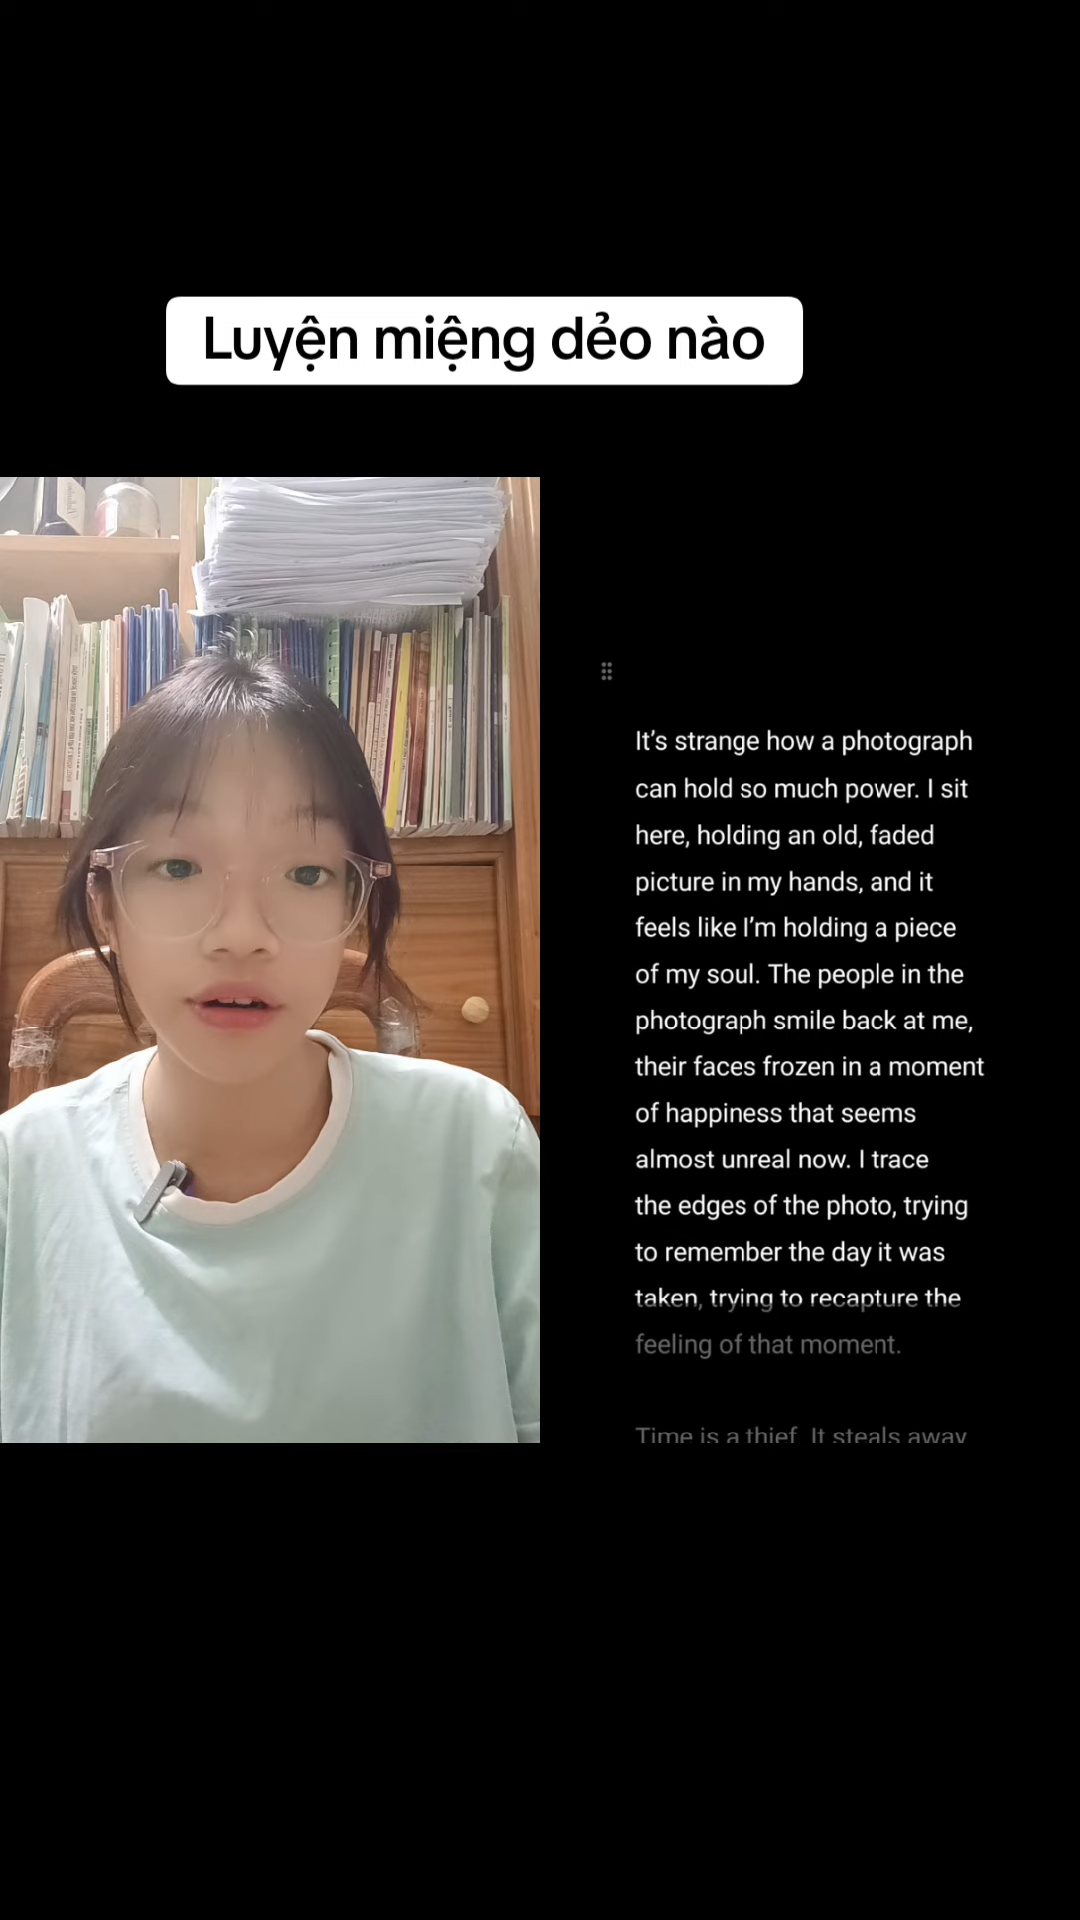 Luyện miệng dẻo nào
It’s strange how a photograph
can hold so much power. I sit
here, holding an old, faded
picture in my hands, and it
feels like I’m holding a piece
of my soul. The people in the
photograph smile back at me,
their faces frozen in a moment
of happiness that seems
almost unreal now. I trace
the edges of the photo, trying
to remember the day it was
taken, trying to recapture the
feeling of that moment.
Time is a thief. It steals away